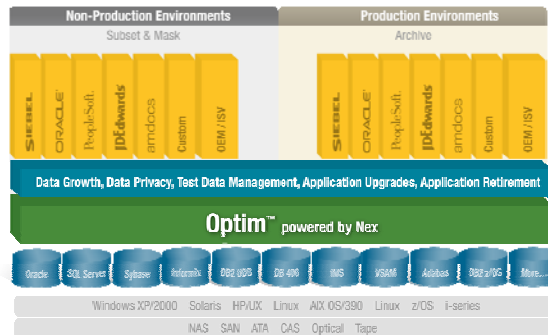 Non-Production Environments
Production Environments
Subset & Mask
Archive
SIEBEL
ORACLE
PeopleSoft.
JDEdwards
amdocs
Custom
OEM / ISV
SIEBEL
ORACLE
PeopleSoft.
JDEdwards
amdocs
Custom
OEM / ISV
Data Growth, Data Privacy, Test Data Management, Application Upgrades, Application Retirement
Optim™ powered by Nex
Oracle SQL Server Sybase Informix DB2 UDB DB 400 IMS VSAM Adabas DB2 z/OS More...
Windows XP/2000 Solaris HP/UX Linux AIX OS/390 Linux z/OS i-series
NAS SAN ATA CAS Optical Tape